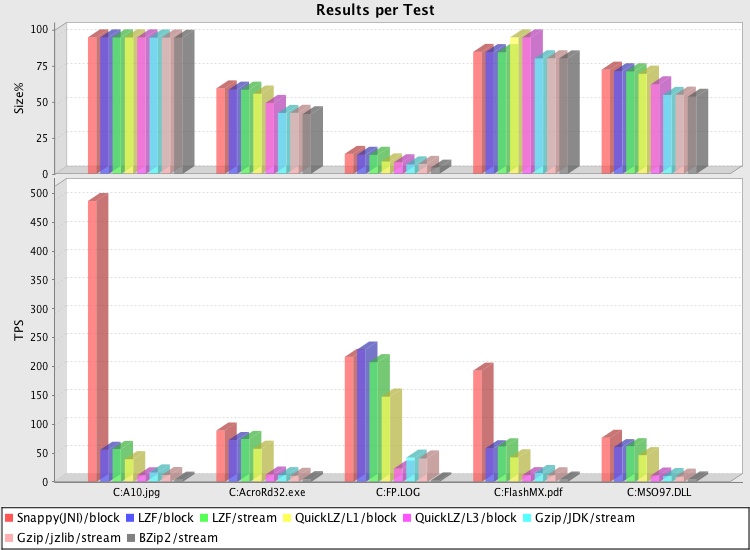 Results per Test
100
75
50
25
0
Size%
500
450
400
350
300
250
200
150
100
50
0
TPS
C:A10.jpg C:AcroRd32.exe C:FP.LOG C:FlashMX.pdf C:MSO97.DLL
Snappy(JNI)/block LZF/block LZF/stream QuickLZ/L1/block QuickLZ/L3/block Gzip/JDK/stream
Gzip/jzlib/stream BZip2/stream